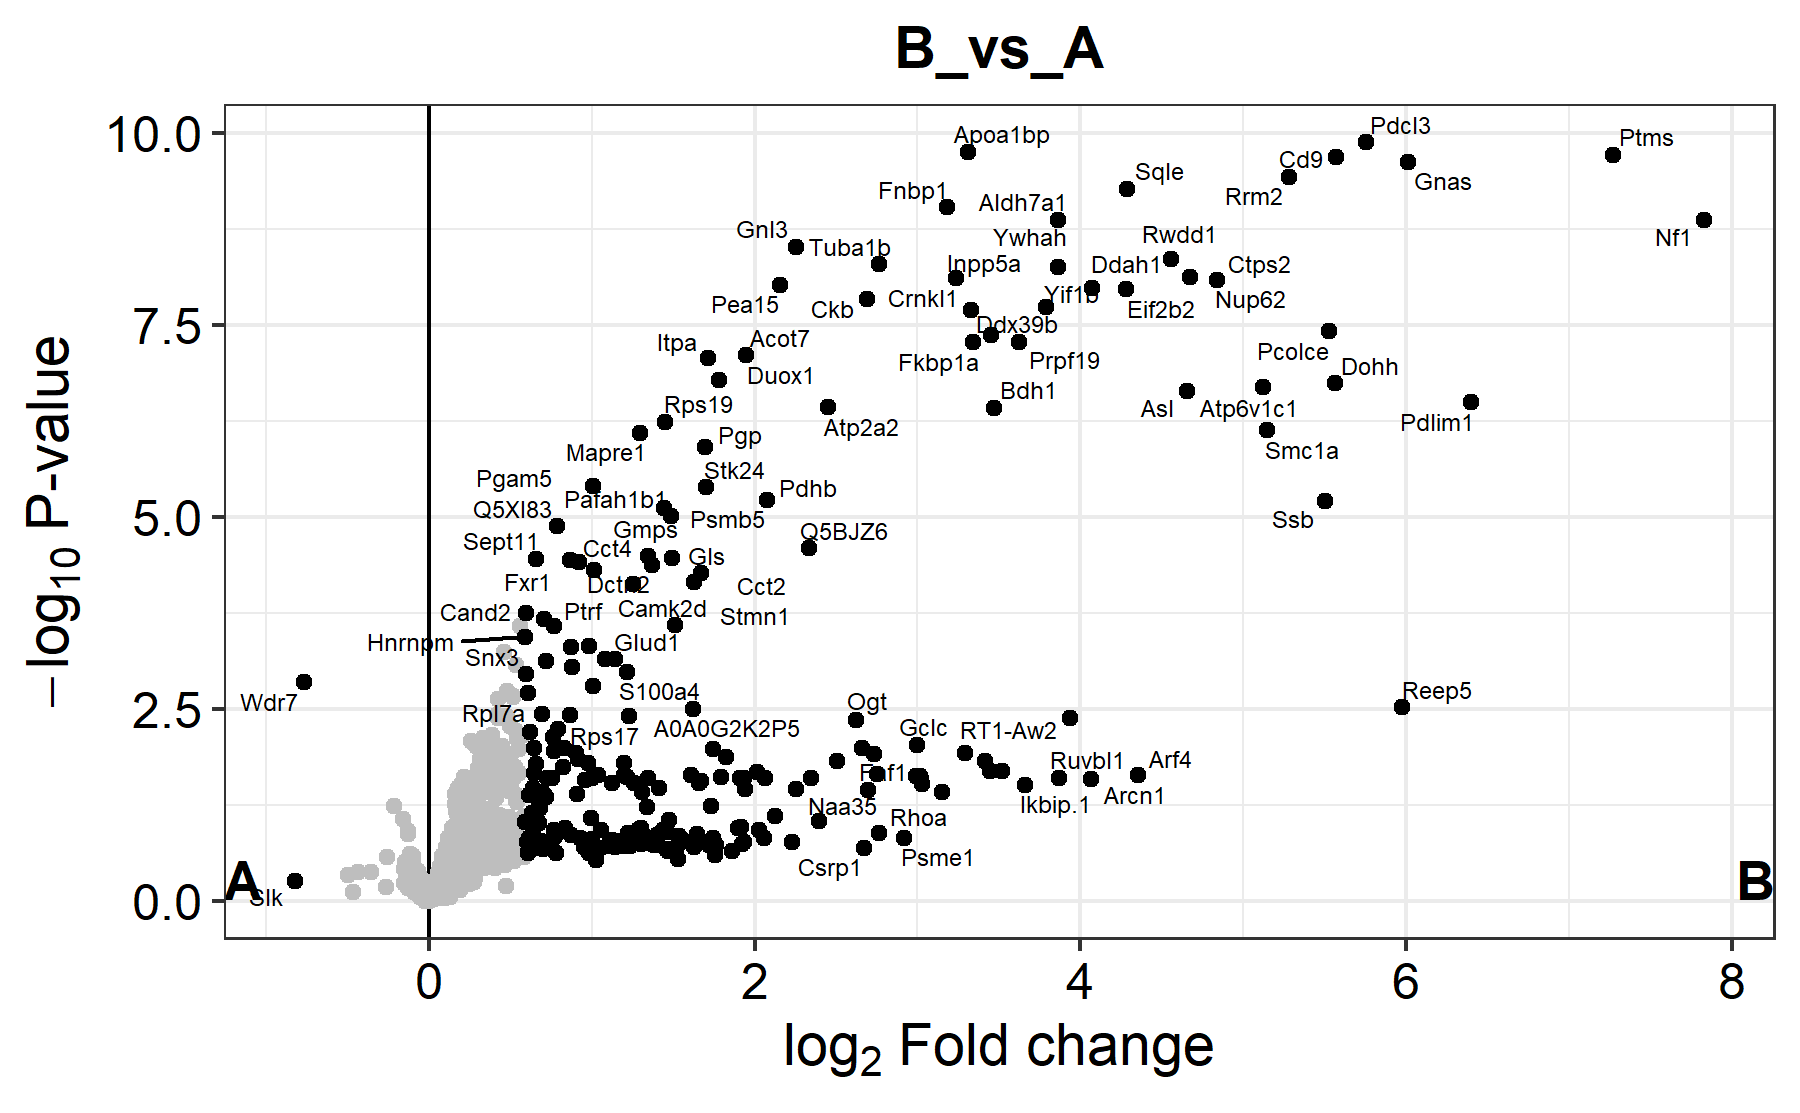 B_vs_A
−log10 P-value
10.0
7.5
5.0
2.5
0.0
Apoa1bp
Pdcl3
Ptms
Cd9
Sqle
Gnas
Rrm2
Fnbp1
Aldh7a1
Gnl3
Tuba1b
Ywhah
Rwdd1
Nf1
Inpp5a
Ddah1
Ctps2
Pea15
Ckb
Crnkl1
Yif1b
Eif2b2
Nup62
Ddx39b
Itpa
Acot7
Fkbp1a
Prpf19
Pcolce
Dohh
Duox1
Bdh1
Rps19
Atp2a2
Asl
Atp6v1c1
Pdlim1
Mapre1
Pgp
Smc1a
Stk24
Pgam5
Pafah1b1
Pdhb
Q5XI83
Gmps
Psmb5
Ssb
Q5BJZ6
Sept11
Cct4
Gls
Fxr1
Dctn2
Cct2
Cand2
Ptrf
Camk2d
Stmn1
Hnrnpm
Glud1
Snx3
Wdr7
S100a4
Reep5
Rpl7a
Ogt
Rps17
A0A0G2K2P5
Gclc
RT1-Aw2
Ruvbl1
Arf4
Naa35
Ikbip.1
Arcn1
Rhoa
Csrp1
Psme1
A
Slk
B
0
2
4
6
8
log2 Fold change